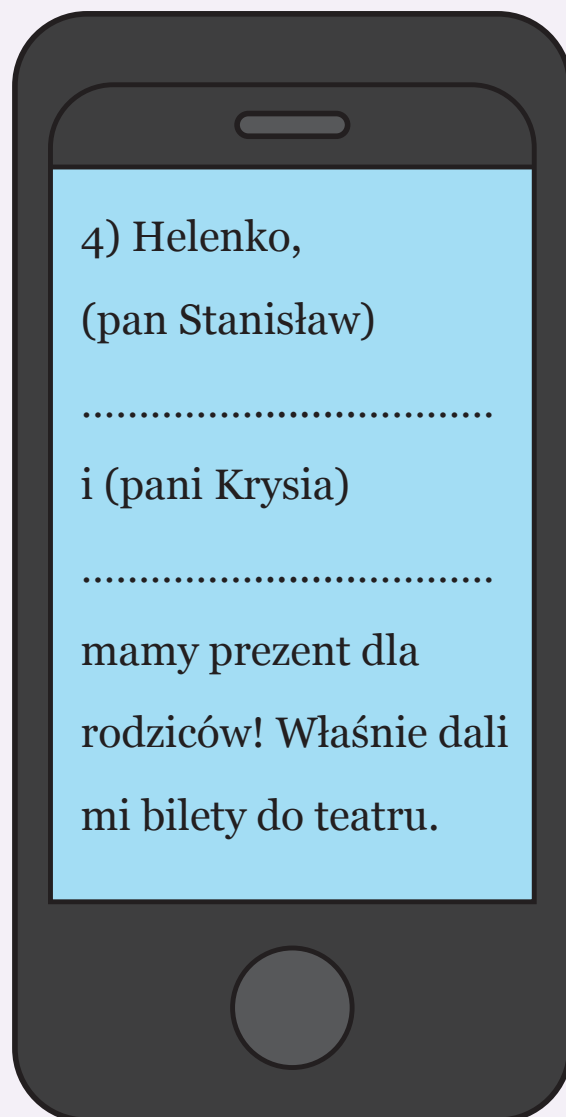 4) Helenko,
(pan Stanisław)
....................................
i (pani Krysia)
....................................
mamy prezent dla
rodziców! Właśnie dali
mi bilety do teatru.